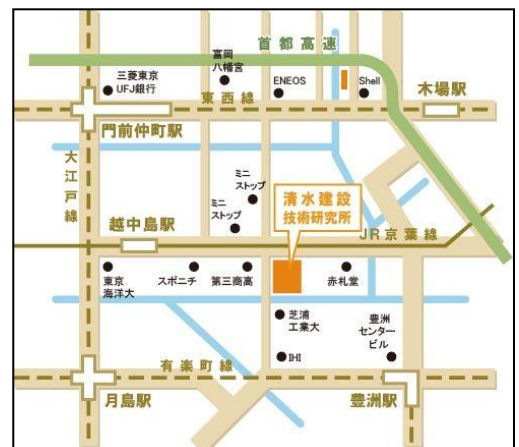 首都高速
富岡
八幡宮
三菱東京
UFJ銀行
ENEOS
Shell
木場駅
東西線
門前仲町駅
大江戸線
ミニ
ストップ
ミニ
ストップ
清水建設
技術研究所
越中島駅
JR京葉線
東京
海洋大
スポニチ
第三商高
赤札堂
芝浦
工業大
豊洲
センター
ビル
IHI
有楽町線
月島駅
豊洲駅